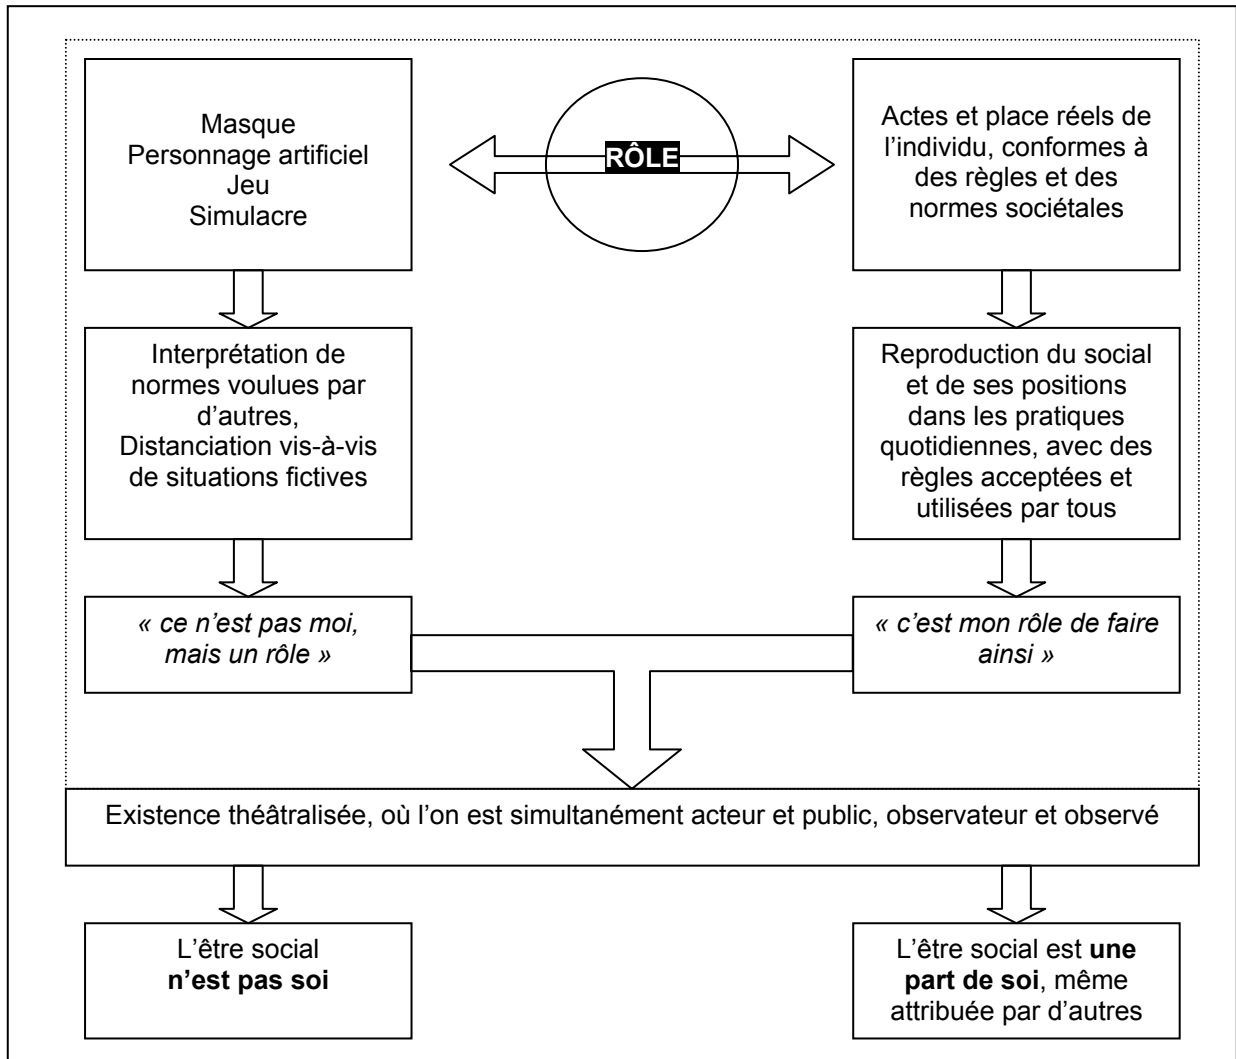 Masque
Personnage artificiel
Jeu
Simulacre
RÔLE
Actes et place réels de
l’individu, conformes à
des règles et des
normes sociétales
Interprétation de
normes voulues par
d’autres,
Distanciation vis-à-vis
de situations fictives
Reproduction du social
et de ses positions
dans les pratiques
quotidiennes, avec des
règles acceptées et
utilisées par tous
« ce n’est pas moi,
mais un rôle »
« c’est mon rôle de faire
ainsi »
Existence théâtralisée, où l’on est simultanément acteur et public, observateur et observé
L’être social
n’est pas soi
L’être social est une
part de soi, même
attribuée par d’autres